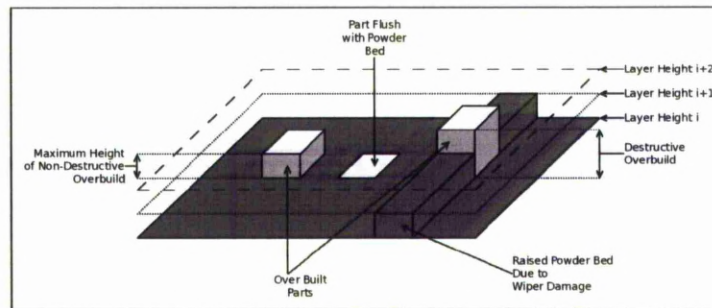 Part Flush
with Powder
Bed
Layer Height i+2
Layer Height i+1
Layer Height i
Maximum Height
of Non-Destructive
Overbuild
Destructive
Overbuild
Over Built
Parts
Raised Powder Bed
Due to
Wiper Damage